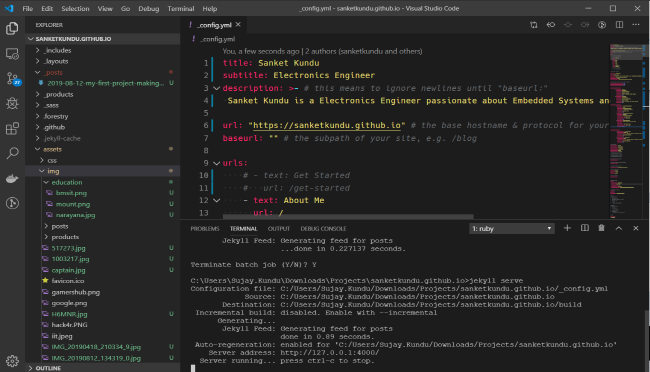 File Edit Selection View Go Debug Terminal Help
_config.yml - sanketkundu.github.io - Visual Studio Code
EXPLORER
SANKETKUNDU.GITHUB.IO
_includes
_layouts
_posts
2019-08-12-my-first-project-making... U
_products
_sass
.forestry
.github
.jekyll-cache
assets
css
img
education
bmsit.png U
mount.png U
narayana.jpg U
posts
products
517273.jpg U
1003217.jpg U
captain.jpg U
favicon.ico
gamershub.png
google.png
H6MNR.jpg U
hack4r.PNG
iit.jpeg
IMG_20190418_210334_9.jpg U
IMG_20190812_134319_0.jpg U
OUTLINE
27
_config.yml
_config.yml
You, a few seconds ago | 2 authors (sanketkundu and others)
1 title: Sanket Kundu
2 subtitle: Electronics Engineer
3 description: >- # this means to ignore newlines until "baseurl:"
4 Sanket Kundu is a Electronics Engineer passionate about Embedded Systems an
5
6 url: "https://sanketkundu.github.io" # the base hostname & protocol for your
7 baseurl: "" # the subpath of your site, e.g. /blog
8
9 urls:
10 # - text: Get Started
11 # url: /get-started
12 - text: About Me
13 url: /
PROBLEMS TERMINAL OUTPUT DEBUG CONSOLE
1: ruby
Jekyll Feed: Generating feed for posts
...done in 0.227137 seconds.
Terminate batch job (Y/N)? Y
C:\Users\Sujay.Kundu\Downloads\Projects\sanketkundu.github.io>jekyll serve
Configuration file: C:/Users/Sujay.Kundu/Downloads/Projects/sanketkundu.github.io/_config.yml
Source: C:/Users/Sujay.Kundu/Downloads/Projects/sanketkundu.github.io
Destination: C:/Users/Sujay.Kundu/Downloads/Projects/sanketkundu.github.io/build
Incremental build: disabled. Enable with --incremental
Generating...
Jekyll Feed: Generating feed for posts
done in 0.89 seconds.
Auto-regeneration: enabled for 'C:/Users/Sujay.Kundu/Downloads/Projects/sanketkundu.github.io'
Server address: http://127.0.0.1:4000/
Server running... press ctrl-c to stop.